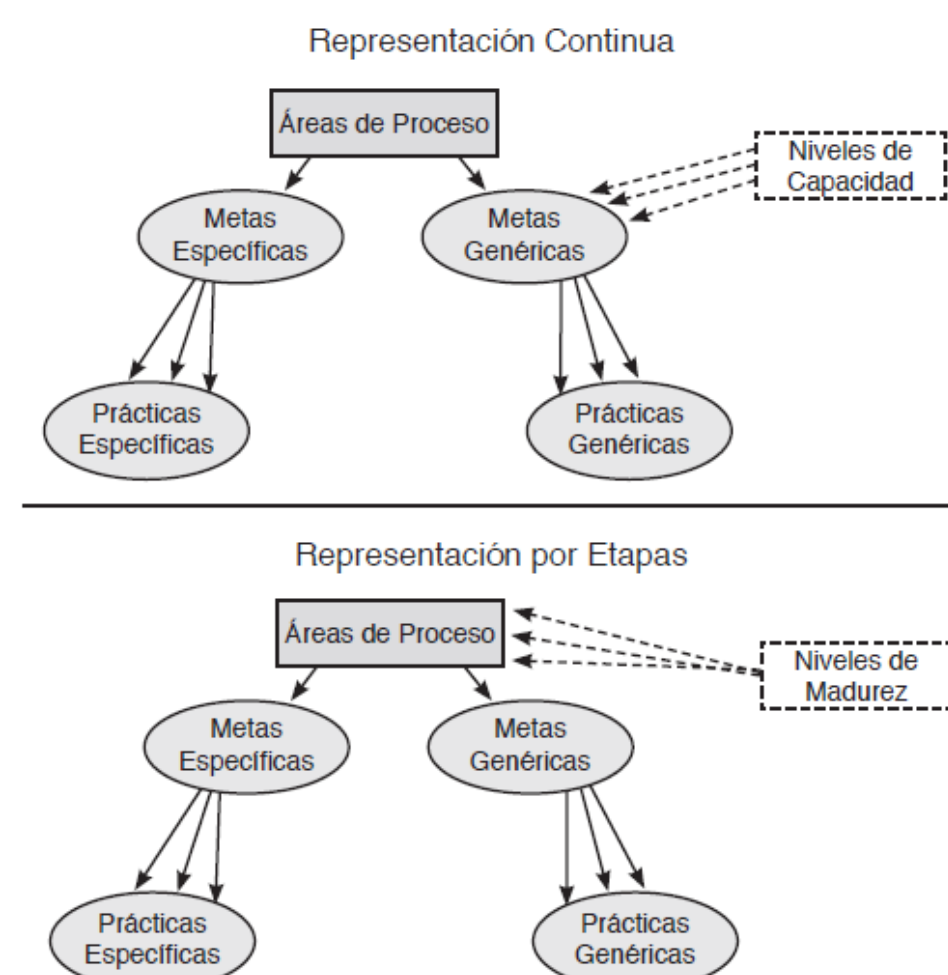 Representación Continua
Áreas de Proceso
Niveles de
Capacidad
Metas
Específicas
Metas
Genéricas
Prácticas
Específicas
Prácticas
Genéricas
Representación por Etapas
Áreas de Proceso
Niveles de
Madurez
Metas
Específicas
Metas
Genéricas
Prácticas
Específicas
Prácticas
Genéricas